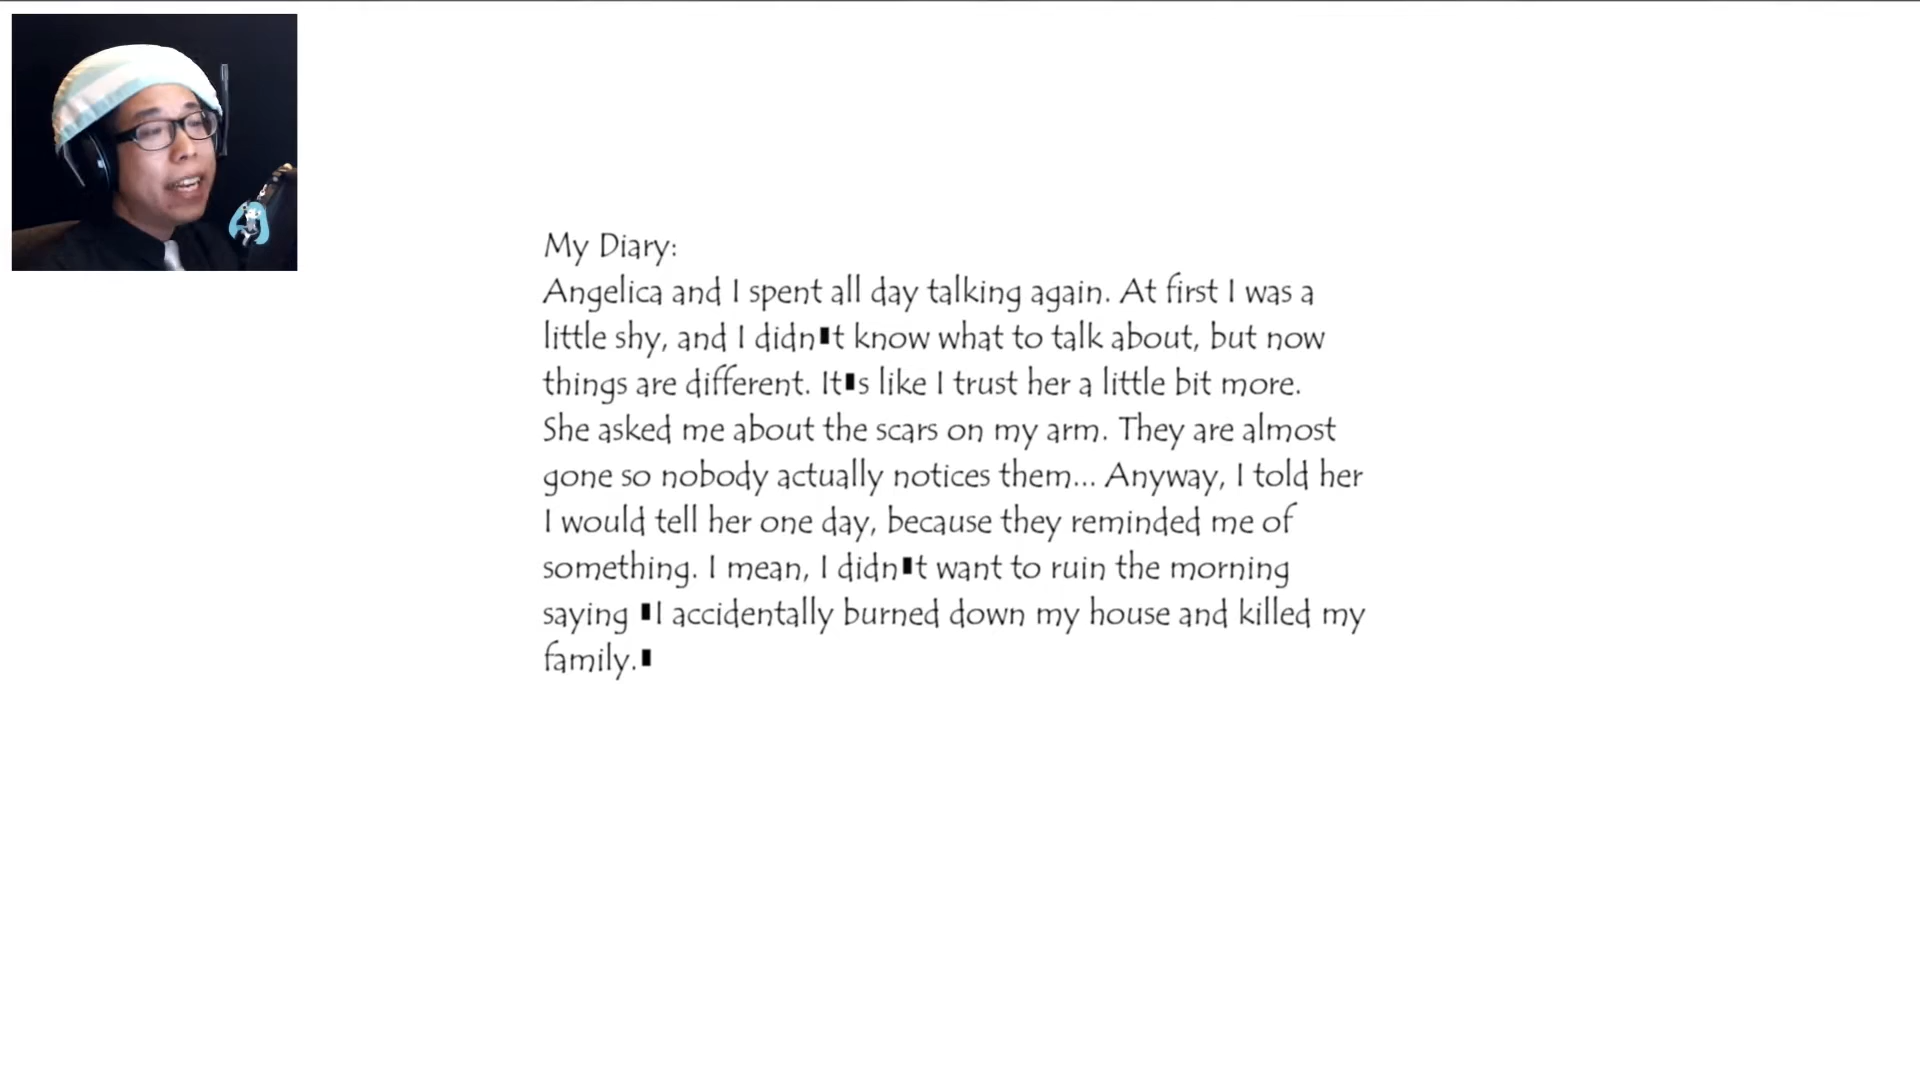 My Diary:
Angelica and I spent all day talking again. At first I was a
little shy, and I didn▮t know what to talk about, but now
things are different. It▮s like I trust her a little bit more.
She asked me about the scars on my arm. They are almost
gone so nobody actually notices them... Anyway, I told her
I would tell her one day, because they reminded me of
something. I mean, I didn▮t want to ruin the morning
saying ▮I accidentally burned down my house and killed my
family.▮